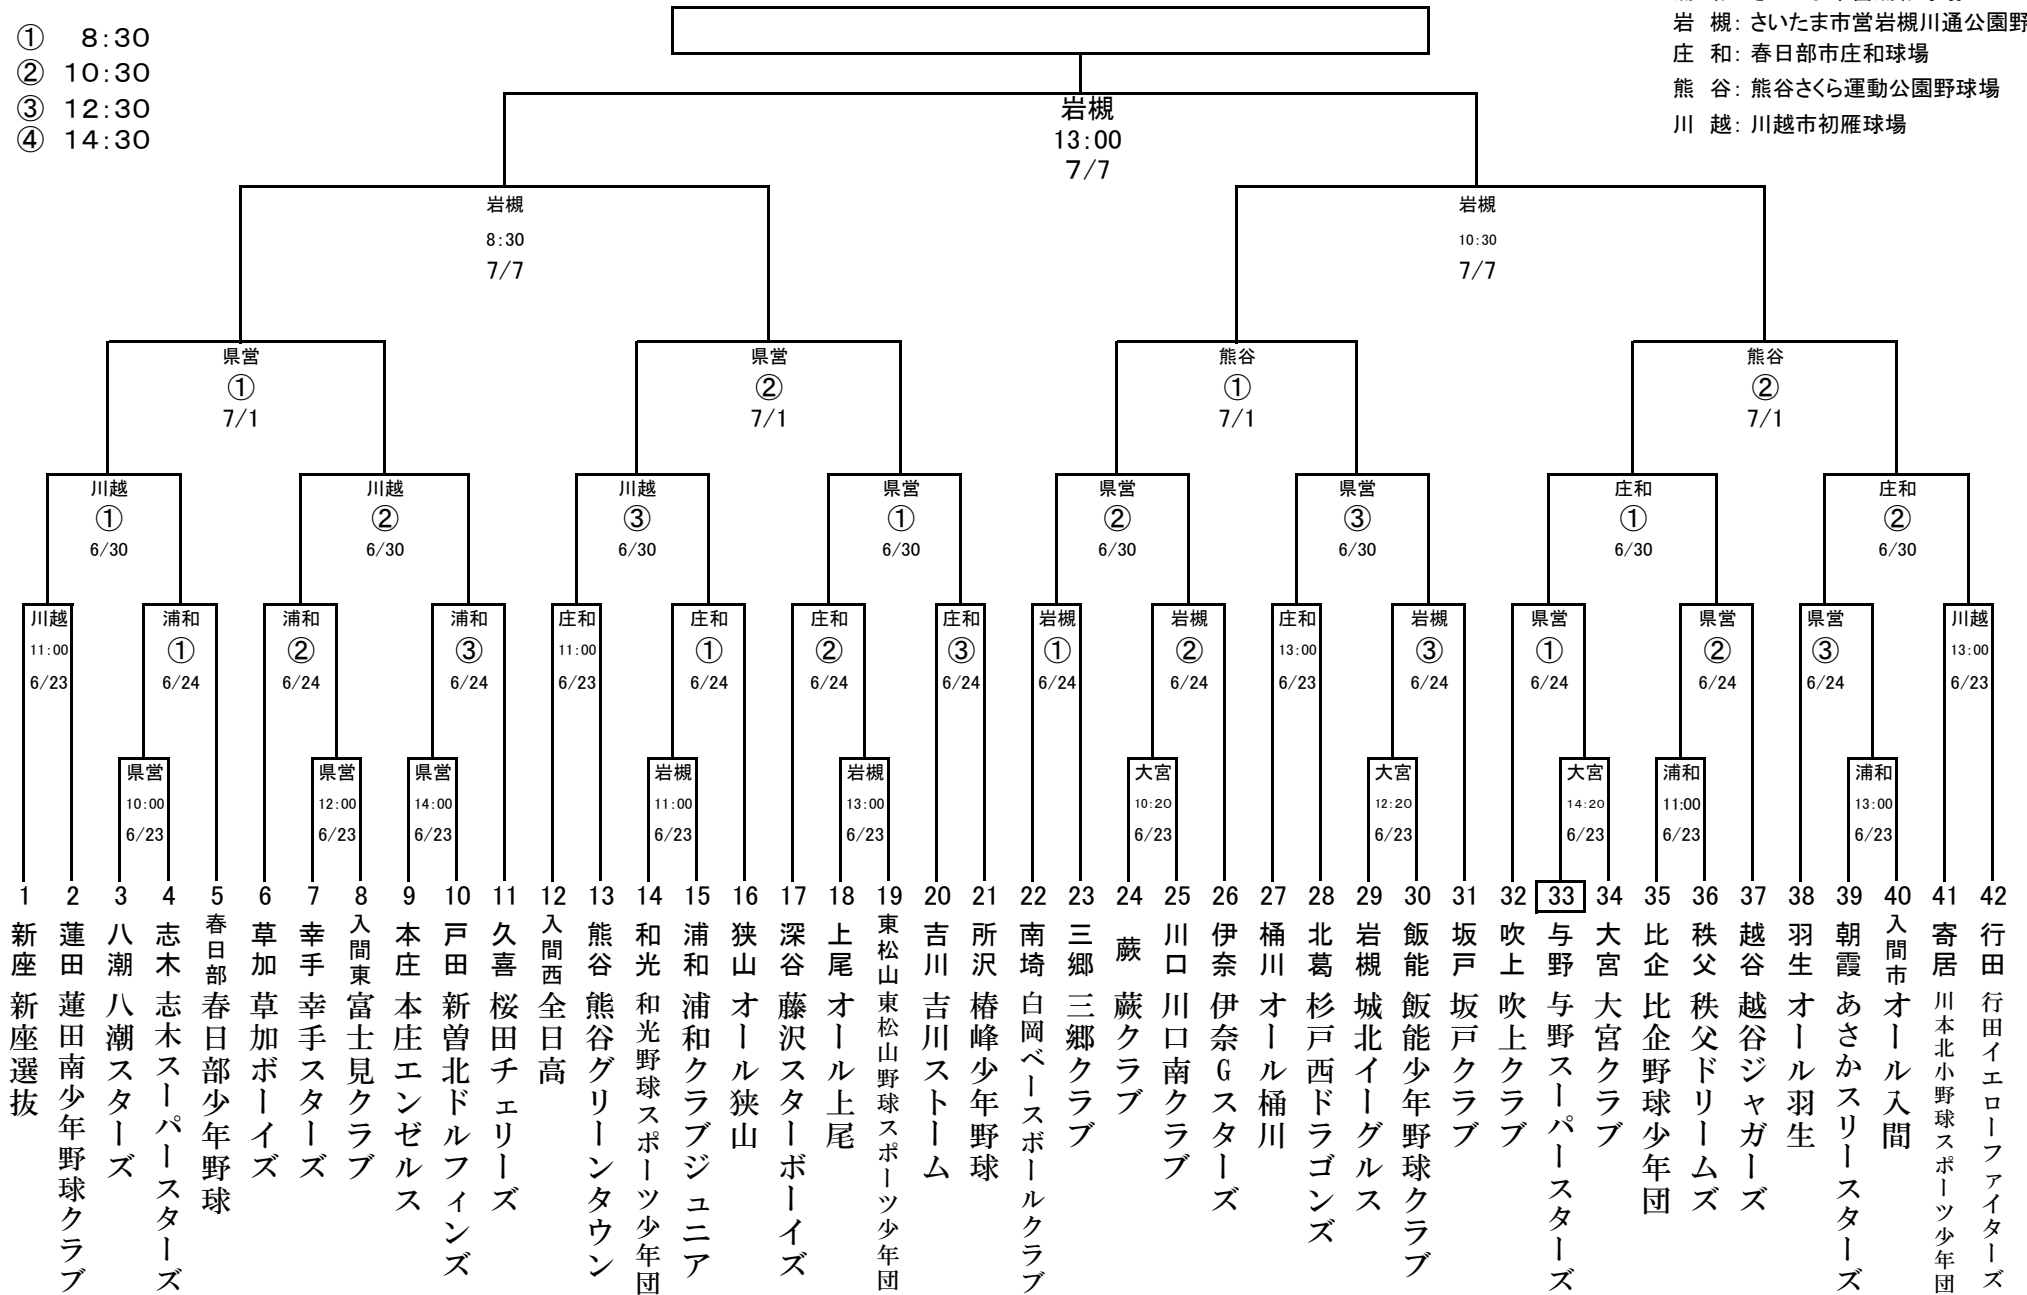 ① 8:30
② 10:30
③ 12:30
④ 14:30
岩 槻: さいたま市営岩槻川通公園野
庄 和: 春日部市庄和球場
熊 谷: 熊谷さくら運動公園野球場
川 越: 川越市初雁球場
岩槻
13:00
7/7
岩槻
8:30
7/7
岩槻
10:30
7/7
県営
①
7/1
県営
②
7/1
熊谷
①
7/1
熊谷
②
7/1
川越
①
6/30
川越
②
6/30
川越
③
6/30
県営
①
6/30
県営
②
6/30
県営
③
6/30
庄和
①
6/30
庄和
②
6/30
川越
11:00
6/23
浦和
①
6/24
浦和
②
6/24
浦和
③
6/24
庄和
11:00
6/23
庄和
①
6/24
庄和
②
6/24
庄和
③
6/24
岩槻
①
6/24
岩槻
②
6/24
庄和
13:00
6/23
岩槻
③
6/24
県営
①
6/24
県営
②
6/24
県営
③
6/24
川越
13:00
6/23
県営
10:00
6/23
県営
12:00
6/23
県営
14:00
6/23
岩槻
11:00
6/23
岩槻
13:00
6/23
大宮
10:20
6/23
大宮
12:20
6/23
大宮
14:20
6/23
浦和
11:00
6/23
浦和
13:00
6/23
1 新座 新座選抜
2 蓮田 蓮田南少年野球クラブ
3 八潮 八潮スターズ
4 志木 志木スーパースターズ
5 春日部 春日部少年野球
6 草加 草加ボーイズ
7 幸手 幸手スターズ
8 入間東 富士見クラブ
9 本庄 本庄エンゼルス
10 戸田 新曽北ドルフィンズ
11 久喜 桜田チェリーズ
12 入間西 全日高
13 熊谷 熊谷グリーンタウン
14 和光 和光野球スポーツ少年団
15 浦和 浦和クラブジュニア
16 狭山 オール狭山
17 深谷 藤沢スターボーイズ
18 上尾 オール上尾
19 東松山 東松山野球スポーツ少年団
20 吉川 吉川ストーム
21 所沢 椿峰少年野球
22 南埼 白岡ベースボールクラブ
23 三郷 三郷クラブ
24 蕨 蕨クラブ
25 川口 川口南クラブ
26 伊奈 伊奈Gスターズ
27 桶川 オール桶川
28 北葛 杉戸西ドラゴンズ
29 岩槻 城北イーグルス
30 飯能 飯能少年野球クラブ
31 坂戸 坂戸クラブ
32 吹上 吹上クラブ
33 与野 与野スーパースターズ
34 大宮 大宮クラブ
35 比企 比企野球少年団
36 秩父 秩父ドリームズ
37 越谷 越谷ジャガーズ
38 羽生 オール羽生
39 朝霞 あさかスリースターズ
40 入間市 オール入間
41 寄居 川本北小野球スポーツ少年団
42 行田 行田イエローファイターズ